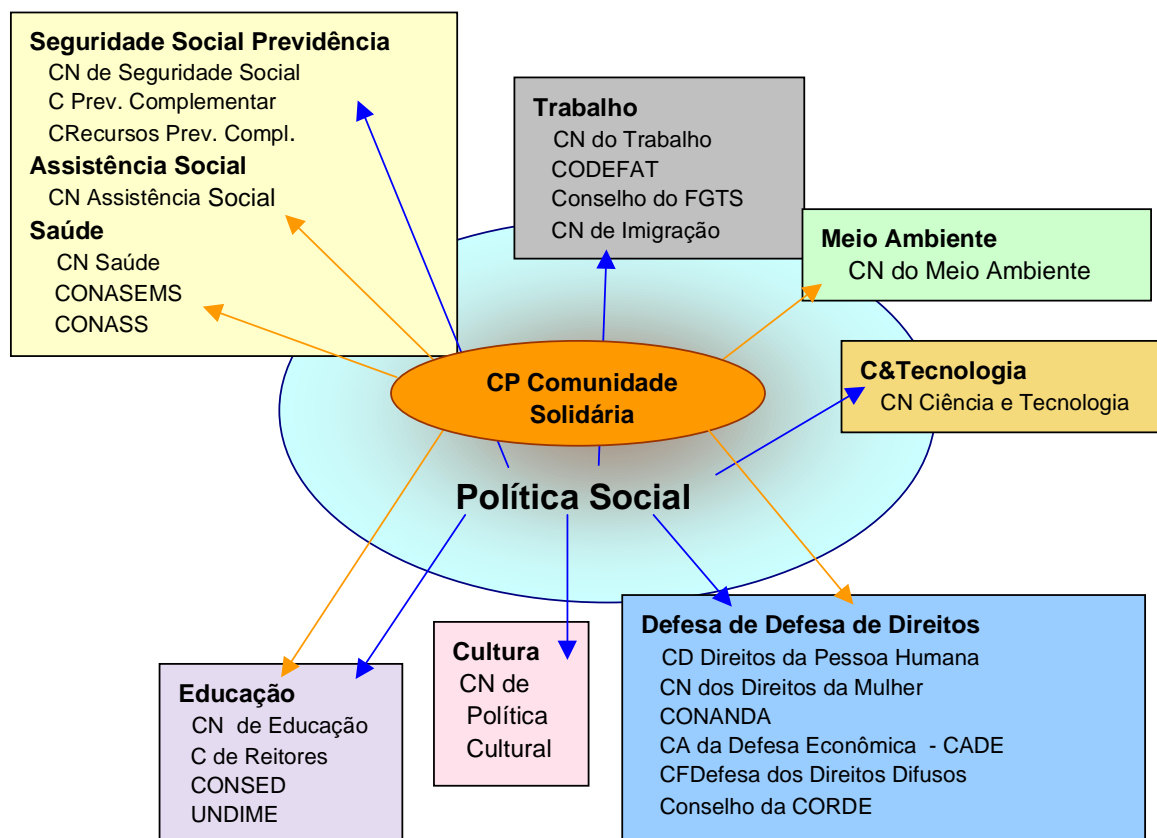 Seguridade Social Previdência
CN de Seguridade Social
C Prev. Complementar
CRecursos Prev. Compl.
Assistência Social
CN Assistência Social
Saúde
CN Saúde
CONASEMS
CONASS
Trabalho
CN do Trabalho
CODEFAT
Conselho do FGTS
CN de Imigração
Meio Ambiente
CN do Meio Ambiente
C&Tecnologia
CN Ciência e Tecnologia
CP Comunidade
Solidária
Política Social
Educação
CN de Educação
C de Reitores
CONSED
UNDIME
Cultura
CN de
Política
Cultural
Defesa de Defesa de Direitos
CD Direitos da Pessoa Humana
CN dos Direitos da Mulher
CONANDA
CA da Defesa Econômica - CADE
CFDefesa dos Direitos Difusos
Conselho da CORDE